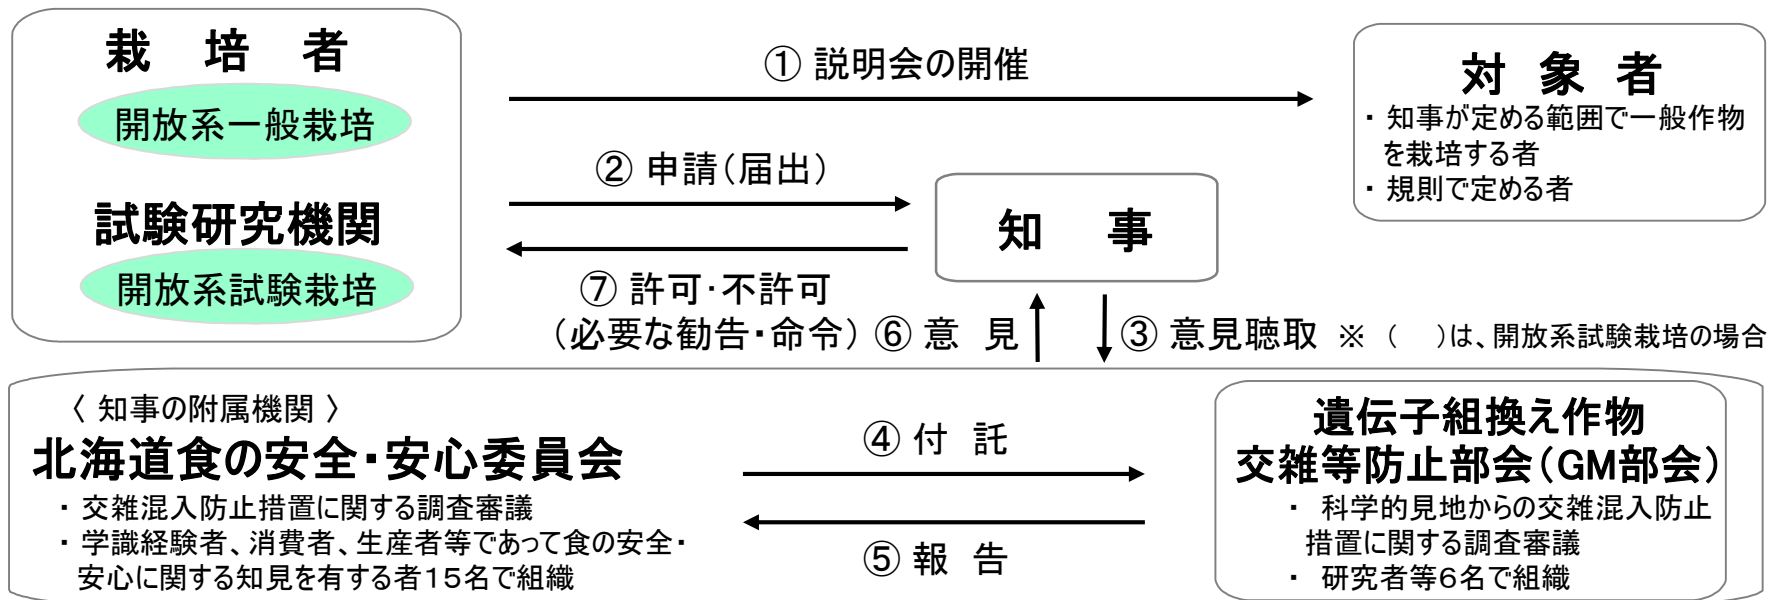 栽 培 者
開放系一般栽培
試験研究機関
開放系試験栽培
① 説明会の開催
対 象 者
・ 知事が定める範囲で一般作物
を栽培する者
・ 規則で定める者
② 申請（届出）
知 事
⑦ 許可・不許可
（必要な勧告・命令）
⑥ 意 見
③ 意見聴取
※ （ ）は、開放系試験栽培の場合
〈 知事の附属機関 〉
北海道食の安全・安心委員会
・ 交雑混入防止措置に関する調査審議
・ 学識経験者、消費者、生産者等であって食の安全・
安心に関する知見を有する者１５名で組織
④ 付 託
⑤ 報 告
遺伝子組換え作物
交雑等防止部会（GM部会）
・ 科学的見地からの交雑混入防止
措置に関する調査審議
・ 研究者等６名で組織